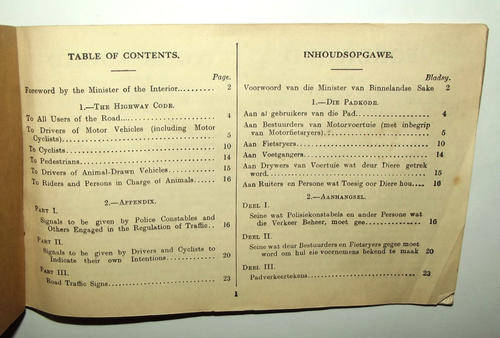 TABLE OF CONTENTS.
Page.
Foreword by the Minister of the Interior 2
1.—The Highway Code.
To All Users of the Road 4
To Drivers of Motor Vehicles (including Motor
Cyclists) 5
To Cyclists 10
To Pedestrians 14
To Drivers of Animal-Drawn Vehicles 15
To Riders and Persons in Charge of Animals 16
2.—Appendix.
Part I.
Signals to be given by Police Constables and
Others Engaged in the Regulation of Traffic 16
Part II.
Signals to be given by Drivers and Cyclists to
Indicate their own Intentions 20
Part III.
Road Traffic Signs 23
INHOUDSOPGAWE.
Bladsy.
Voorwoord van die Minister van Binnelandse Sake 2
1.—Die Padkode.
Aan al gebruikers van die Pad 4
Aan Bestuurders van Motorvoertuie (met inbegrip
van Motorfietsryers) 5
Aan Fietsryers 10
Aan Voetgangers 14
Aan Drywers van Voertuie wat deur Diere getrek
word 15
Aan Ruiters en Persone wat Toesig oor Diere hou 16
2.—Aanhangsel.
Deel I.
Seine wat Polisiekonstabels en ander Persone wat
die Verkeer Beheer, moet gee 16
Deel II.
Seine wat deur Bestuurders en Fietsryers gegee moet
word om hul eie voornemens bekend te maak 20
Deel III.
Padverkeertekens 23
1